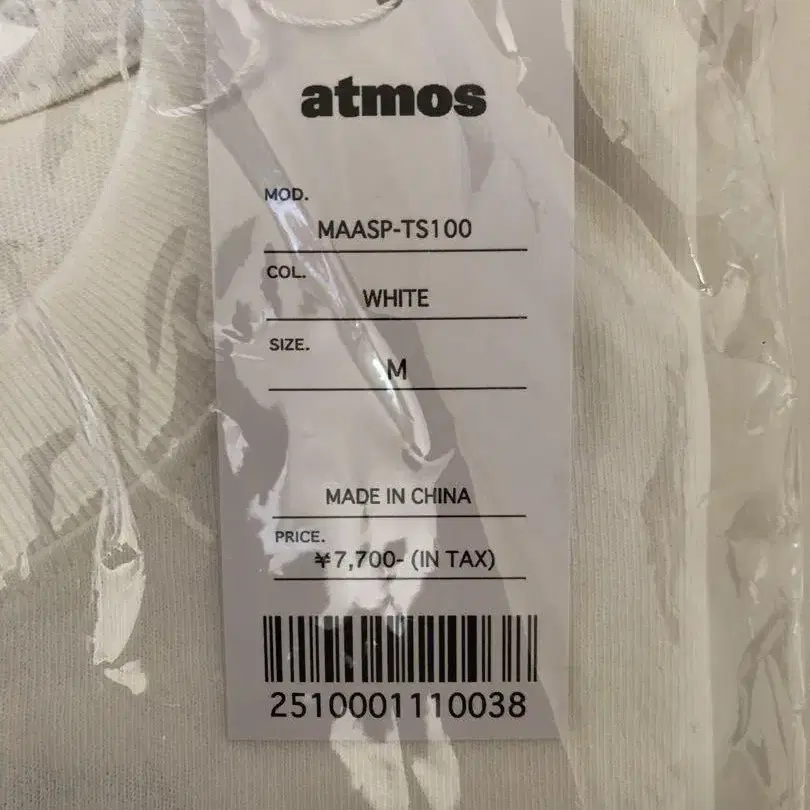 atmos
MOD.
MAASP-TS100
COL.
WHITE
SIZE.
M
MADE IN CHINA
PRICE.
¥7,700- (IN TAX)
2510001110038